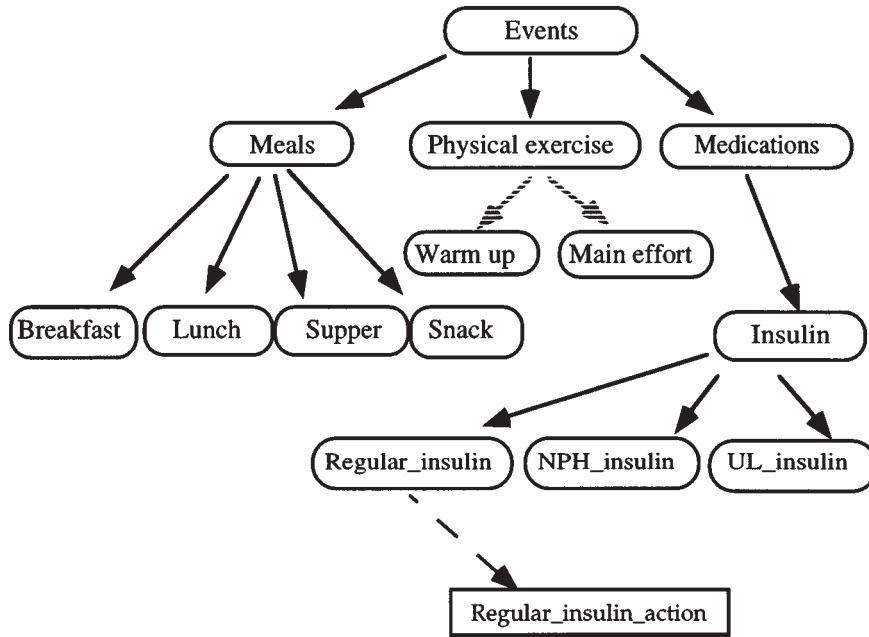 Events
Meals
Physical exercise
Medications
Warm up
Main effort
Breakfast
Lunch
Supper
Snack
Insulin
Regular_insulin
NPH_insulin
UL_insulin
Regular_insulin_action